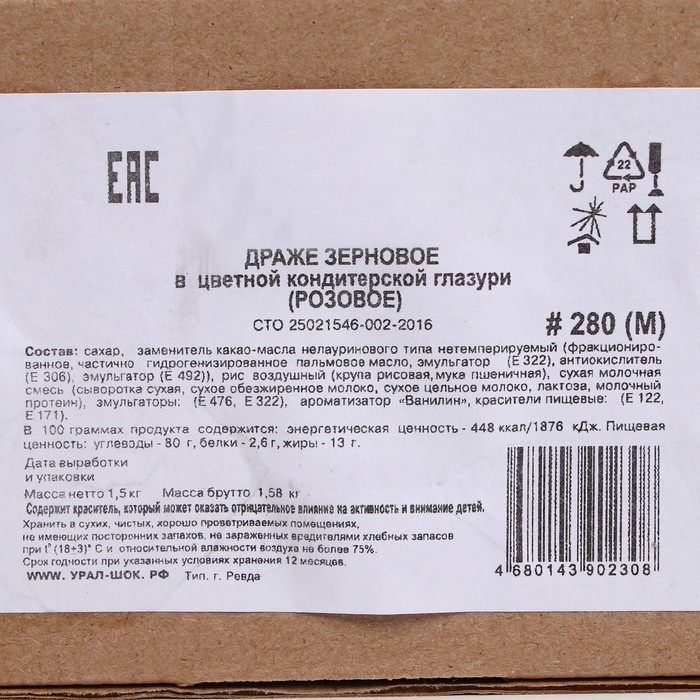 EAC
22
PAP
ДРАЖЕ ЗЕРНОВОЕ
в цветной кондитерской глазури
(РОЗОВОЕ)
СТО 25021546-002-2016
# 280 (М)
Состав: сахар, заменитель какао-масла нелауринового типа нетемперируемый (фракциониро-
ванное, частично гидрогенизированное пальмовое масло, эмульгатор (Е 322), антиокислитель
(Е 306), эмульгатор (Е 492)), рис воздушный (крупа рисовая, мука пшеничная), сухая молочная
смесь (сыворотка сухая, сухое обезжиренное молоко, сухое цельное молоко, лактоза, молочный
протеин), эмульгаторы: (Е 476, Е 322), ароматизатор «Ванилин», красители пищевые: (Е 122,
Е 171).
В 100 граммах продукта содержится: энергетическая ценность - 448 ккал/1876 кДж. Пищевая
ценность: углеводы - 80 г, белки - 2,6 г, жиры - 13 г.
Дата выработки
и упаковки
Масса нетто 1,5 кг Масса брутто 1,58 кг
Содержит краситель, который может оказать отрицательное влияние на активность и внимание детей.
Хранить в сухих, чистых, хорошо проветриваемых помещениях,
не имеющих посторонних запахов, не зараженных вредителями хлебных запасов
при t° (18±3)° С и относительной влажности воздуха не более 75%.
Срок годности при указанных условиях хранения 12 месяцев.
WWW. УРАЛ-ШОК. РФ Тип. г. Ревда
4 680143 902308